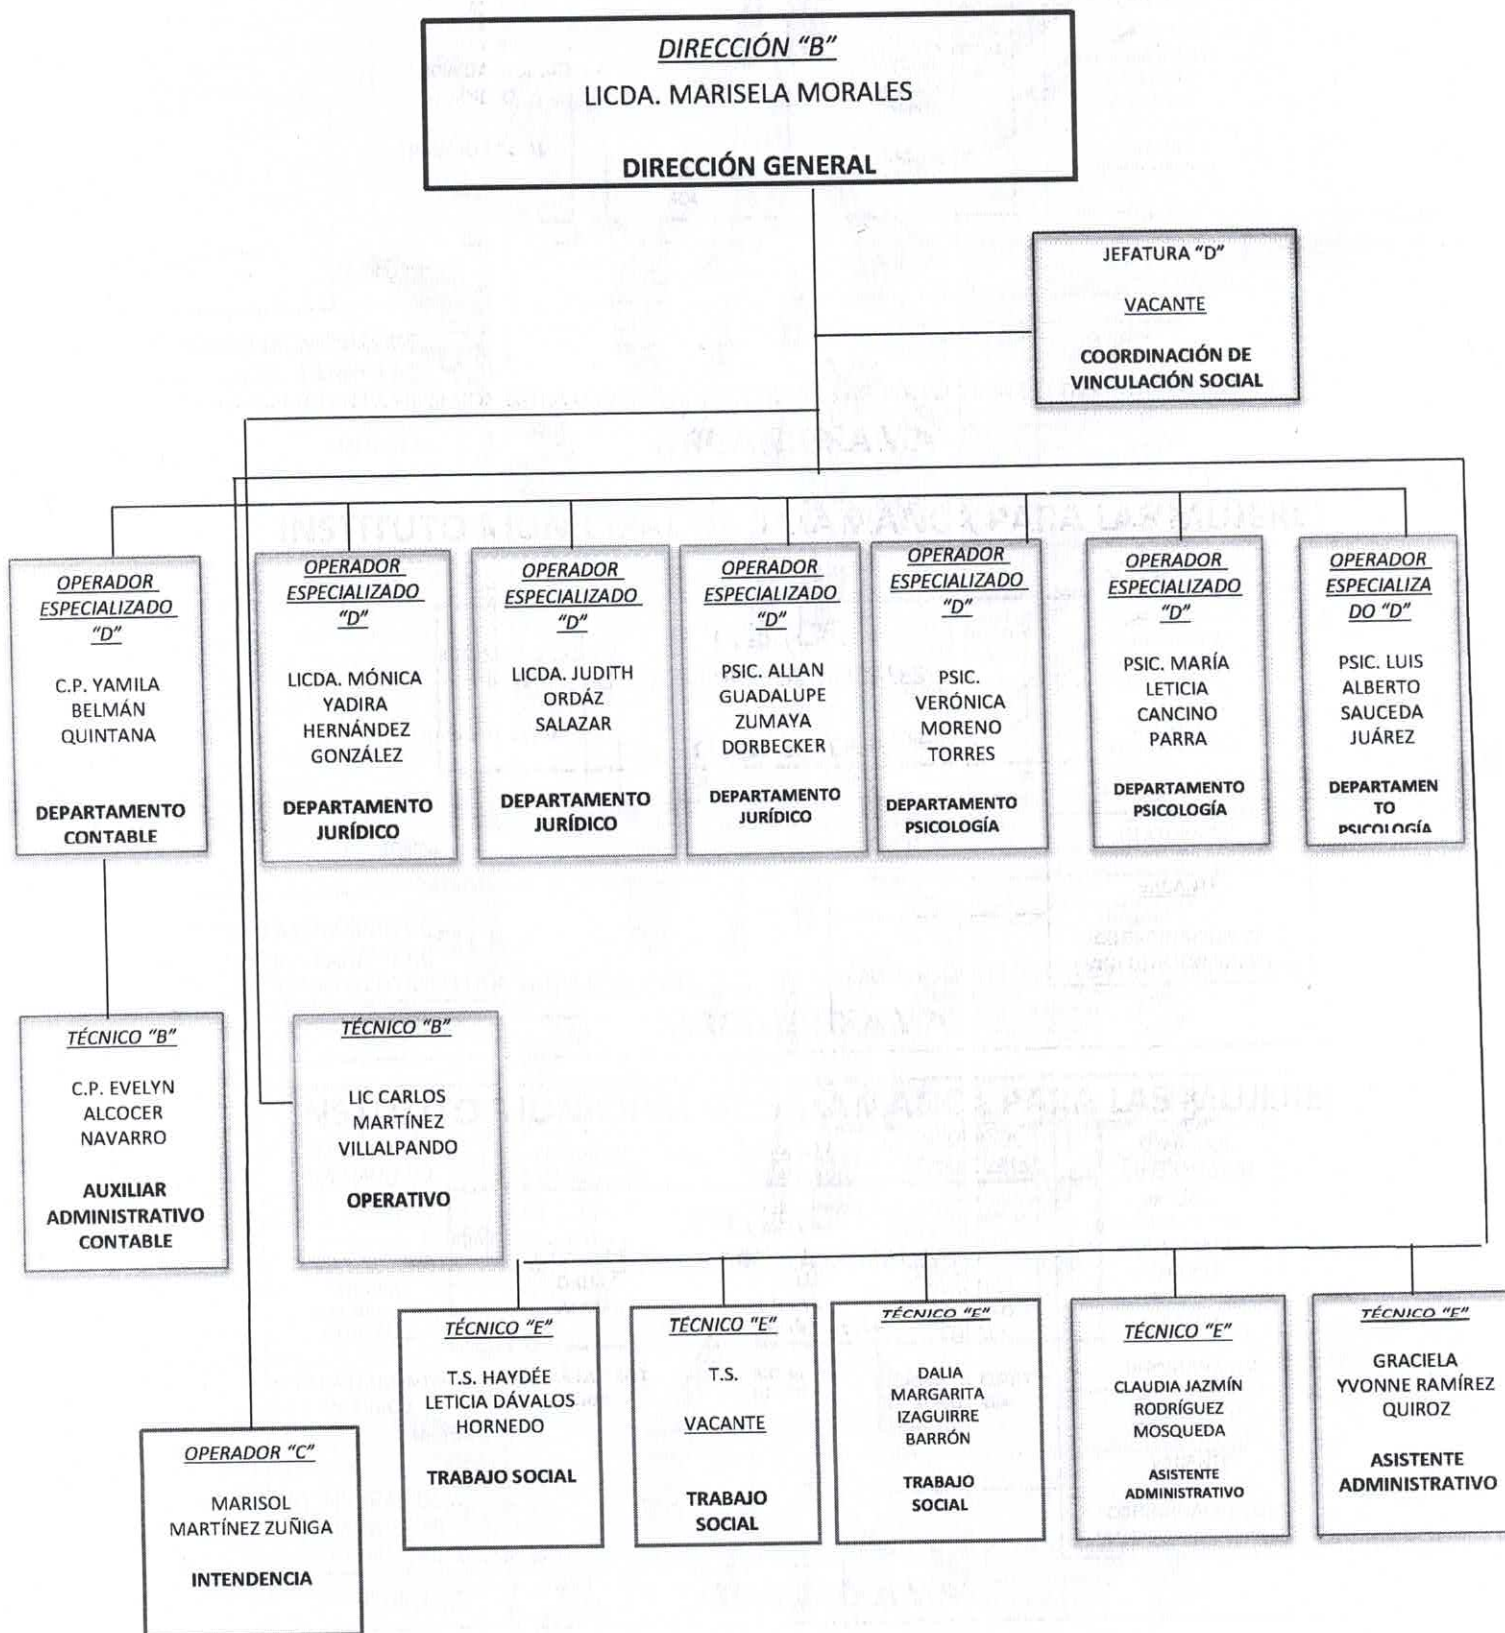 DIRECCIÓN "B"
LICDA. MARISELA MORALES
DIRECCIÓN GENERAL
JEFATURA "D"
VACANTE
COORDINACIÓN DE
VINCULACIÓN SOCIAL
OPERADOR
ESPECIALIZADO
"D"
C.P. YAMILA
BELMÁN
QUINTANA
DEPARTAMENTO
CONTABLE
OPERADOR
ESPECIALIZADO
"D"
LICDA. MÓNICA
YADIRA
HERNÁNDEZ
GONZÁLEZ
DEPARTAMENTO
JURÍDICO
OPERADOR
ESPECIALIZADO
"D"
LICDA. JUDITH
ORDÁZ
SALAZAR
DEPARTAMENTO
JURÍDICO
OPERADOR
ESPECIALIZADO
"D"
PSIC. ALLAN
GUADALUPE
ZUMAYA
DORBECKER
DEPARTAMENTO
JURÍDICO
OPERADOR
ESPECIALIZADO
"D"
PSIC.
VERÓNICA
MORENO
TORRES
DEPARTAMENTO
PSICOLOGÍA
OPERADOR
ESPECIALIZADO
"D"
PSIC. MARÍA
LETICIA
CANCINO
PARRA
DEPARTAMENTO
PSICOLOGÍA
OPERADOR
ESPECIALIZA
DO "D"
PSIC. LUIS
ALBERTO
SAUCEDA
JUÁREZ
DEPARTAMEN
TO
PSICOLOGÍA
TÉCNICO "B"
C.P. EVELYN
ALCOCER
NAVARRO
AUXILIAR
ADMINISTRATIVO
CONTABLE
TÉCNICO "B"
LIC CARLOS
MARTÍNEZ
VILLALPANDO
OPERATIVO
TÉCNICO "E"
T.S. HAYDÉE
LETICIA DÁVALOS
HORNEDO
TRABAJO SOCIAL
TÉCNICO "E"
T.S.
VACANTE
TRABAJO
SOCIAL
TÉCNICO "E"
DALIA
MARGARITA
IZAGUIRRE
BARRÓN
TRABAJO
SOCIAL
TÉCNICO "E"
CLAUDIA JAZMÍN
RODRÍGUEZ
MOSQUEDA
ASISTENTE
ADMINISTRATIVO
TÉCNICO "E"
GRACIELA
YVONNE RAMÍREZ
QUIROZ
ASISTENTE
ADMINISTRATIVO
OPERADOR "C"
MARISOL
MARTÍNEZ ZUÑIGA
INTENDENCIA